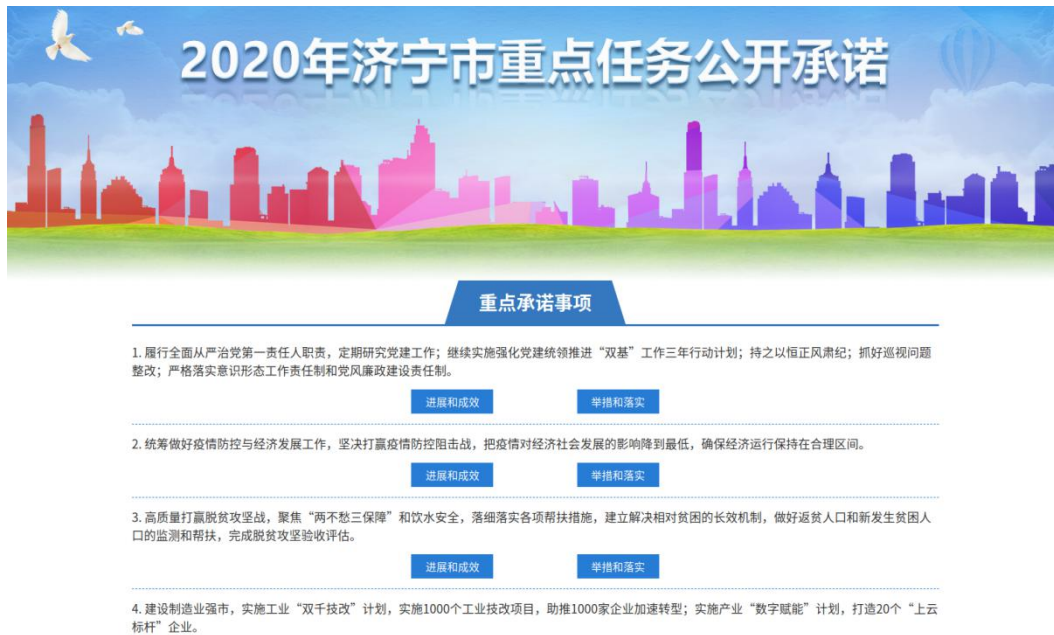 2020年济宁市重点任务公开承诺
重点承诺事项
1. 履行全面从严治党第一责任人职责，定期研究党建工作；继续实施强化党建统领推进“双基”工作三年行动计划；持之以恒正风肃纪；抓好巡视问题
整改；严格落实意识形态工作责任制和党风廉政建设责任制。
进展和成效 举措和落实
2. 统筹做好疫情防控与经济发展工作，坚决打赢疫情防控阻击战，把疫情对经济社会发展的影响降到最低，确保经济运行保持在合理区间。
进展和成效 举措和落实
3. 高质量打赢脱贫攻坚战，聚焦“两不愁三保障”和饮水安全，落细落实各项帮扶措施，建立解决相对贫困的长效机制，做好返贫人口和新发生贫困人
口的监测和帮扶，完成脱贫攻坚验收评估。
进展和成效 举措和落实
4. 建设制造业强市，实施工业“双千技改”计划，实施1000个工业技改项目，助推1000家企业加速转型；实施产业“数字赋能”计划，打造20个“上云
标杆”企业。